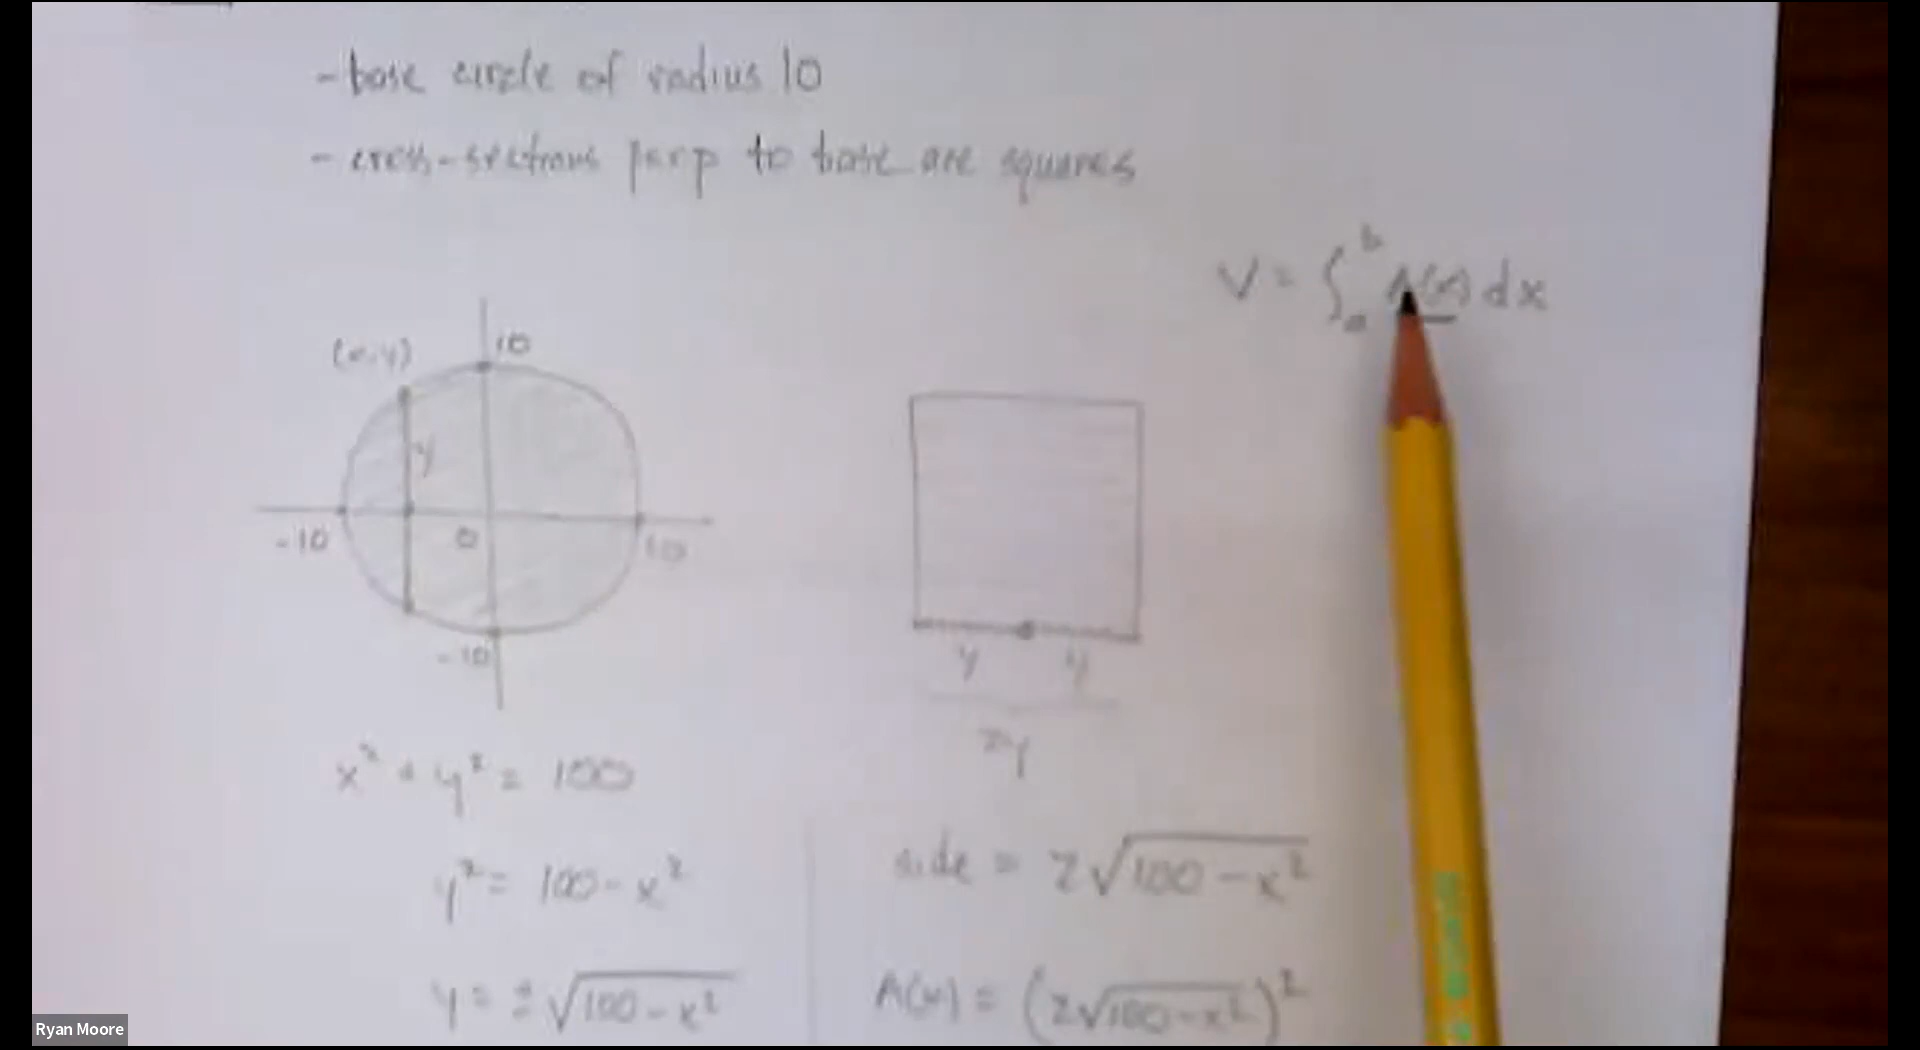 - base circle of radius 10
- cross-sections perp to base are squares
V = ∫_a^b A(x) dx
(x,y)
10
y
-10
0
10
-10
y y
2y
x² + y² = 100
y² = 100 - x²
y = ±√(100 - x²)
side = 2√(100 - x²)
A(x) = (2√(100 - x²))²
Ryan Moore